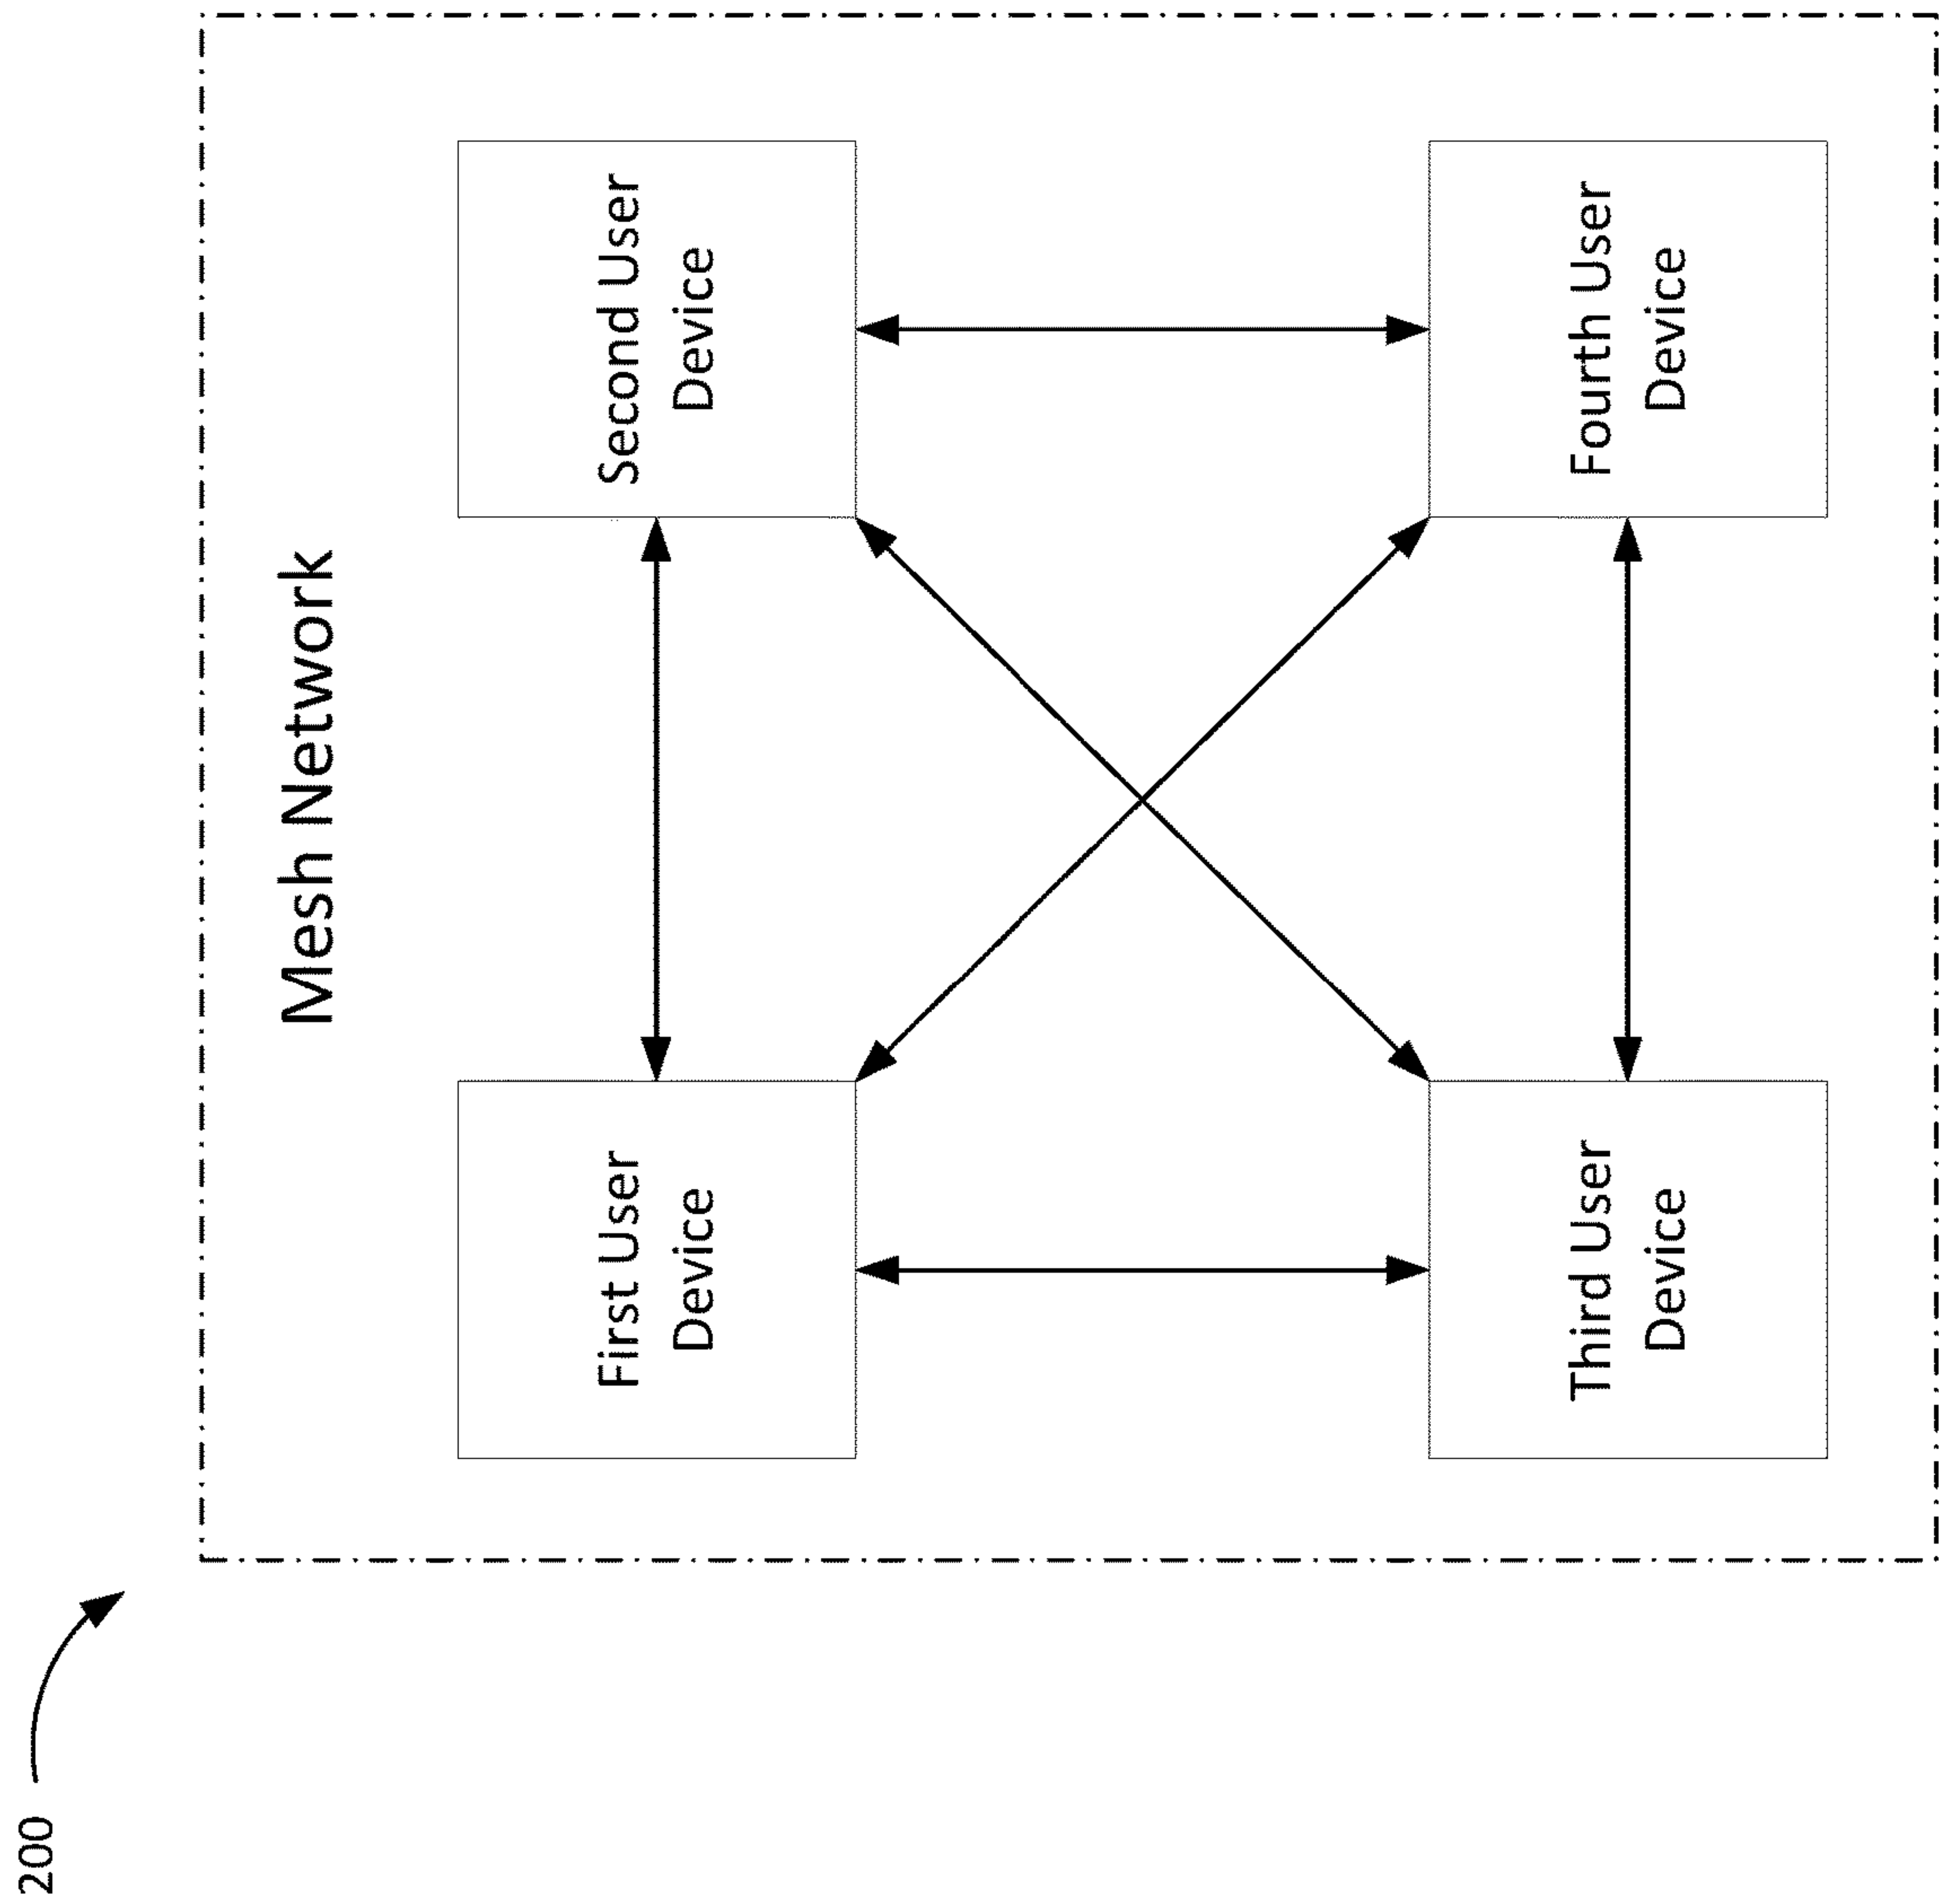 200
Mesh Network
First User
Device
Second User
Device
Third User
Device
Fourth User
Device